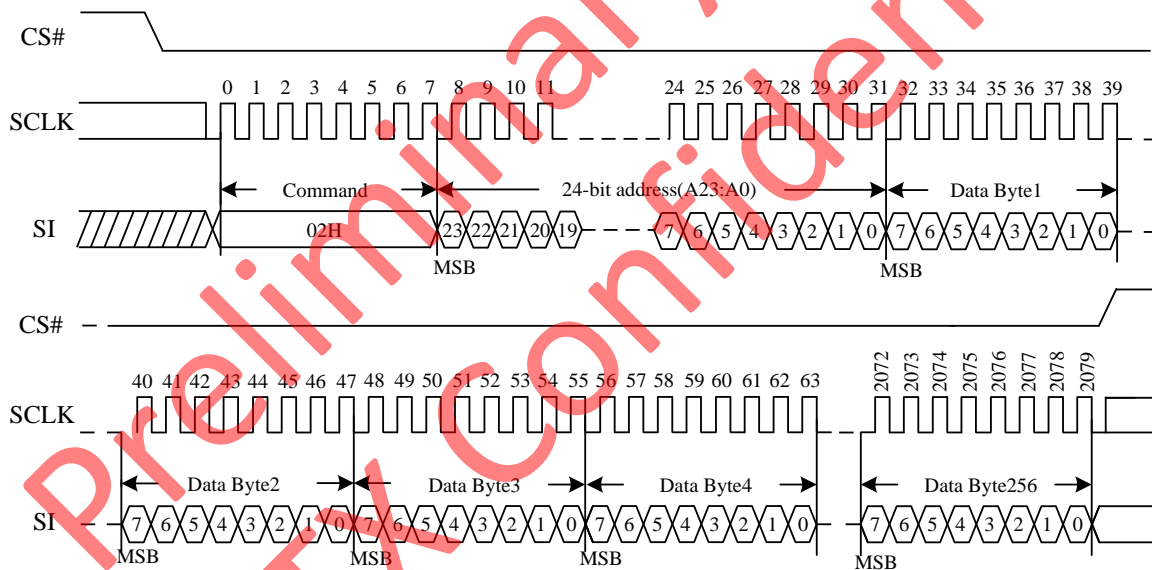 CS#
0 1 2 3 4 5 6 7 8 9 10 11 24 25 26 27 28 29 30 31 32 33 34 35 36 37 38 39
SCLK
Command 24-bit address(A23:A0) Data Byte1
SI 02H 23 22 21 20 19 7 6 5 4 3 2 1 0 7 6 5 4 3 2 1 0
MSB MSB
CS#
40 41 42 43 44 45 46 47 48 49 50 51 52 53 54 55 56 57 58 59 60 61 62 63 2072 2073 2074 2075 2076 2077 2078 2079
SCLK
Data Byte2 Data Byte3 Data Byte4 Data Byte256
SI 7 6 5 4 3 2 1 0 7 6 5 4 3 2 1 0 7 6 5 4 3 2 1 0 7 6 5 4 3 2 1 0
MSB MSB MSB MSB
Preliminary